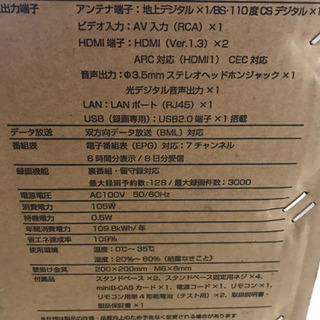 出力端子 アンテナ端子:地上デジタル×1/BS・110度CSデジタル×1
ビデオ入力:AV入力(RCA)×1
HDMI端子:HDMI(Ver.1.3)×2
ARC対応(HDMI1) CEC対応
音声出力:Φ3.5mmステレオヘッドホンジャック×1
光デジタル音声出力×1
LAN:LANポート(RJ45)×1
USB(録画専用):USB2.0端子×1搭載
データ放送 双方向データ放送(BML)対応
番組表 電子番組表(EPG)対応:7チャンネル
6時間分表示/8日分受信
録画機能 裏番組・留守録対応
最大録画予約数:128/最大録画件数:3000
電源電圧 AC100V 50/60Hz
消費電力 105W
待機電力 0.5W
年間消費電力 109.8kWh/年
省エネ達成率 109%
使用環境 温度:0℃~35℃
湿度:20%~80%(結露なきこと)
壁掛け金具 200×200mm M6×8mm
付属品 スタンドベース×2、スタンドベース固定用ネジ×4、
miniB-CASカード×1、電源コード×1、リモコン×1、
リモコン用単4形乾電池(テスト用)×2、取扱説明書、
製品保証書×1